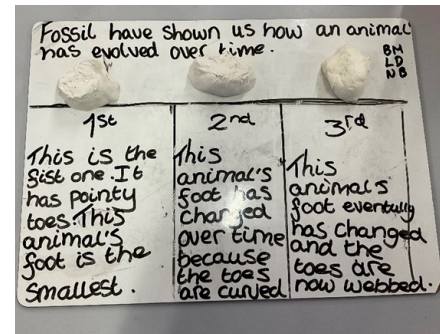 Fossil have shown us how an animal
has evolved over time.
BM
LD
NB
1st
This is the
fist one. It
has pointy
toes. This
animal's
foot is the
smallest.
2nd
This
animal's
foot has
changed
over time
because
the toes
are curved
3rd
This
animal's
foot eventully
has changed
and the
toes are
now webbed.